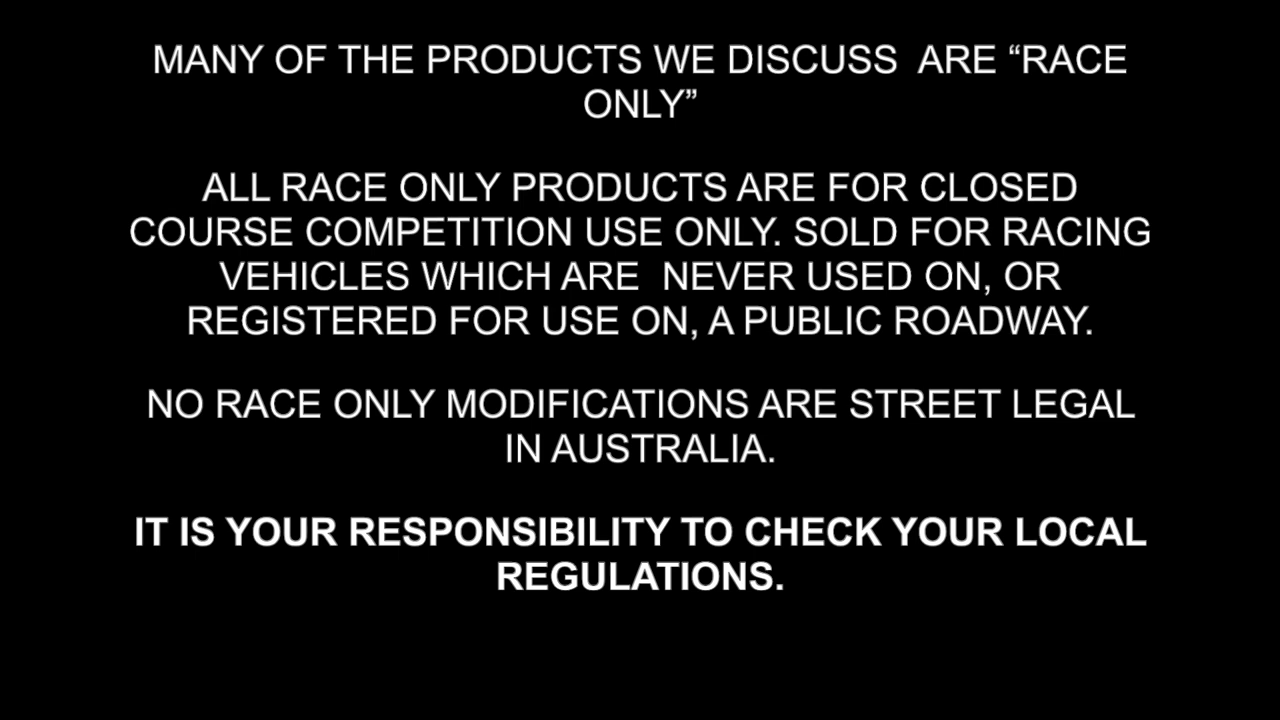 MANY OF THE PRODUCTS WE DISCUSS  ARE “RACE
ONLY”
ALL RACE ONLY PRODUCTS ARE FOR CLOSED
COURSE COMPETITION USE ONLY. SOLD FOR RACING
VEHICLES WHICH ARE  NEVER USED ON, OR
REGISTERED FOR USE ON, A PUBLIC ROADWAY.
NO RACE ONLY MODIFICATIONS ARE STREET LEGAL
IN AUSTRALIA.
IT IS YOUR RESPONSIBILITY TO CHECK YOUR LOCAL
REGULATIONS.